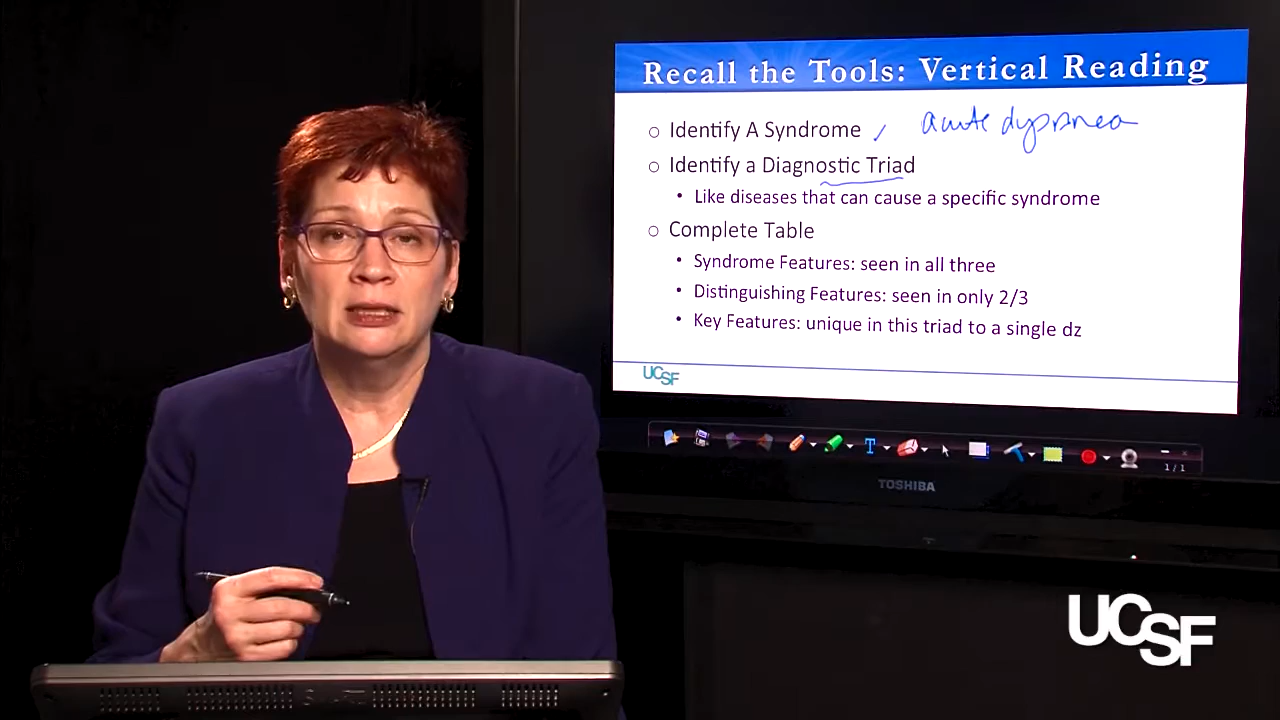 Recall the Tools: Vertical Reading
○ Identify A Syndrome , acute dyspnea
○ Identify a Diagnostic Triad
• Like diseases that can cause a specific syndrome
○ Complete Table
• Syndrome Features: seen in all three
• Distinguishing Features: seen in only 2/3
• Key Features: unique in this triad to a single dz
UCSF
T
1/1
TOSHIBA
UCSF